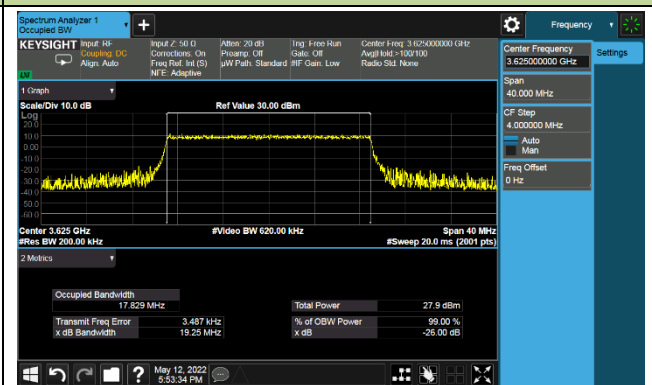 Spectrum Analyzer 1
Occupied BW
Frequency
KEYSIGHT
Input: RF
Coupling: DC
Align: Auto
Input Z: 50 Ω
Corrections: On
Freq Ref: Int (S)
NFE: Adaptive
Atten: 20 dB
Preamp: Off
µW Path: Standard
Trig: Free Run
Gate: Off
#IF Gain: Low
Center Freq: 3.625000000 GHz
Avg|Hold:>100/100
Radio Std: None
Center Frequency
3.625000000 GHz
Settings
Span
40.000 MHz
CF Step
4.000000 MHz
Auto
Man
Freq Offset
0 Hz
1 Graph
Scale/Div 10.0 dB
Ref Value 30.00 dBm
Log
20.0
10.0
0.00
-10.0
-20.0
-30.0
-40.0
-50.0
-60.0
Center 3.625 GHz
#Video BW 620.00 kHz
Span 40 MHz
#Res BW 200.00 kHz
#Sweep 20.0 ms (2001 pts)
2 Metrics
Occupied Bandwidth
17.829 MHz
Total Power
27.9 dBm
Transmit Freq Error
3.487 kHz
% of OBW Power
99.00 %
x dB Bandwidth
19.25 MHz
x dB
-26.00 dB
May 12, 2022
5:53:34 PM